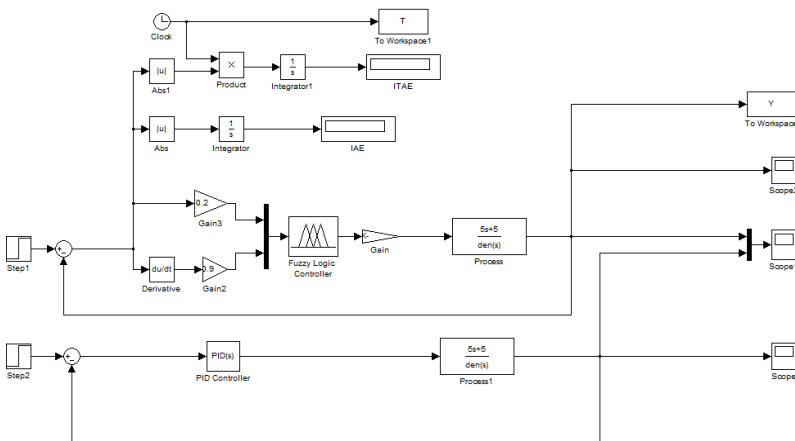 Clock
T
To Workspace1
|u|
Abs1
×
Product
1
s
Integrator1
ITAE
|u|
Abs
1
s
Integrator
IAE
Y
To Workspace
Scope
0.2
Gain3
Step1
+
-
du/dt
Derivative
0.9
Gain2
Fuzzy Logic
Controller
Gain
5s+5
den(s)
Process
Scope
Step2
+
-
PID(s)
PID Controller
5s+5
den(s)
Process1
Scope